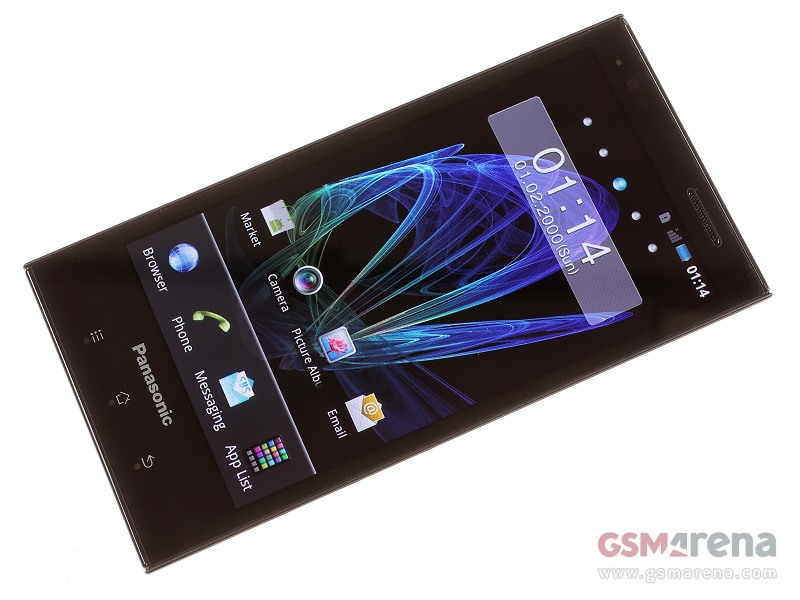 01:14
01:14
01.02.2000(Sun)
Market
Camera
Picture Albu
Email
Browser
Phone
Messaging
App List
Panasonic
GSMarena
www.gsmarena.com